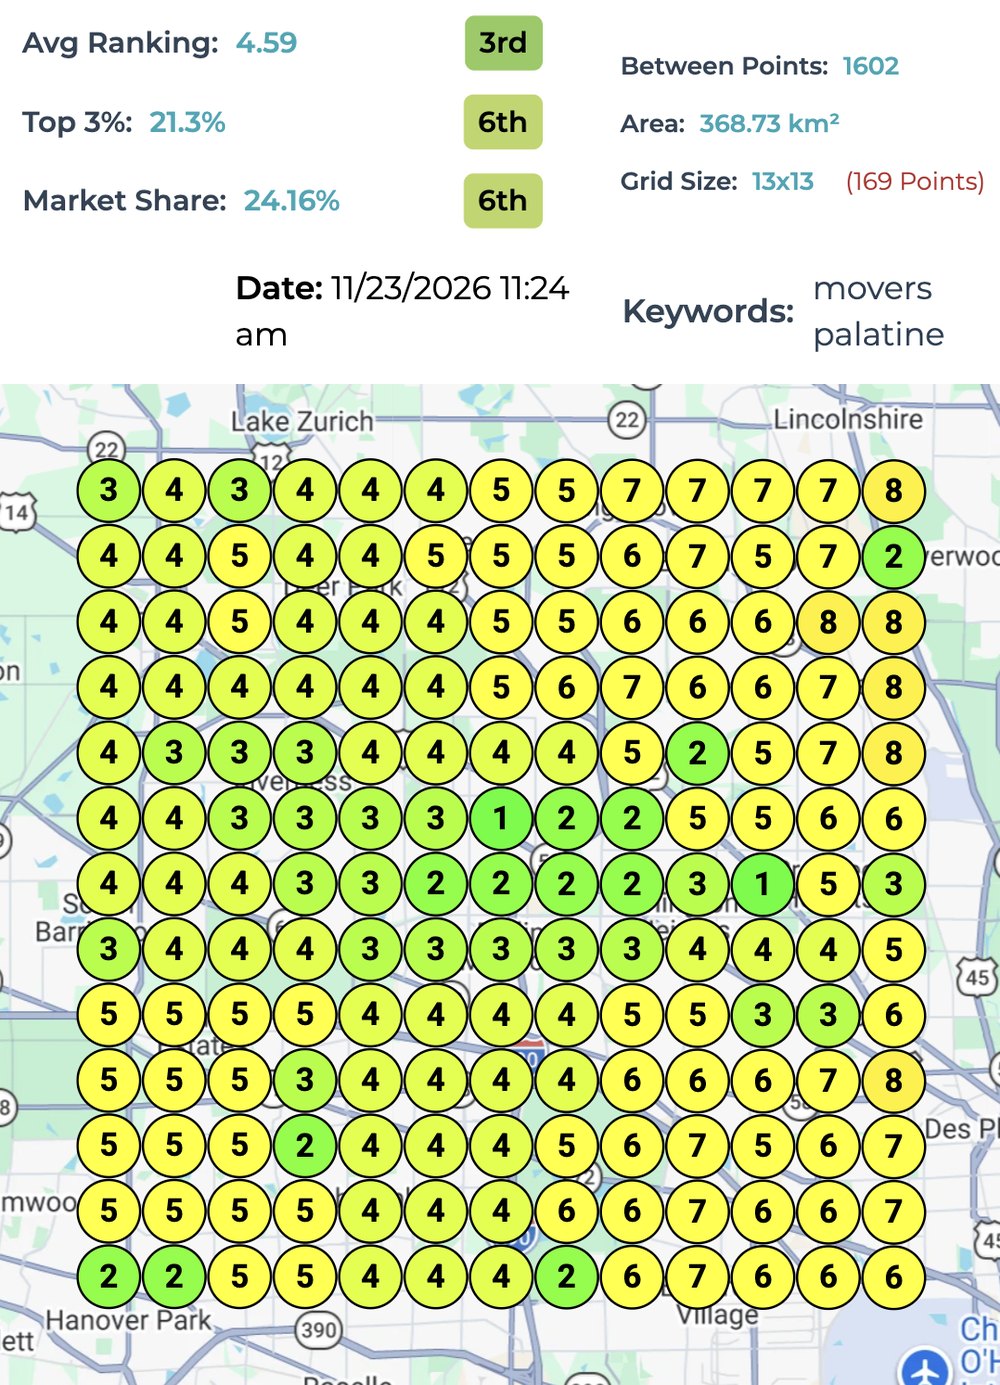 Avg Ranking: 4.59 3rd
Between Points: 1602
Top 3%: 21.3% 6th
Area: 368.73 km²
Market Share: 24.16% 6th
Grid Size: 13x13 (169 Points)
Date: 11/23/2026 11:24
am
Keywords: movers
palatine
Lake Zurich
22
Lincolnshire
22
12
14
3 4 3 4 4 4 5 5 7 7 7 7 8
4 4 5 4 4 5 5 5 6 7 5 7 2
4 4 5 4 4 4 5 5 6 6 6 8 8
4 4 4 4 4 4 5 6 7 6 6 7 8
4 3 3 3 4 4 4 4 5 2 5 7 8
4 4 3 3 3 3 1 2 2 5 5 6 6
4 4 4 3 3 2 2 2 2 3 1 5 3
3 4 4 4 3 3 3 3 3 4 4 4 5
45
5 5 5 5 4 4 4 4 5 5 3 3 6
5 5 5 3 4 4 4 4 6 6 6 7 8
Des Pl
5 5 5 2 4 4 4 5 6 7 5 6 7
5 5 5 5 4 4 4 6 6 7 6 6 7
2 2 5 5 4 4 4 2 6 7 6 6 6
Hanover Park
390
Village
Ch
O'H
Roselle